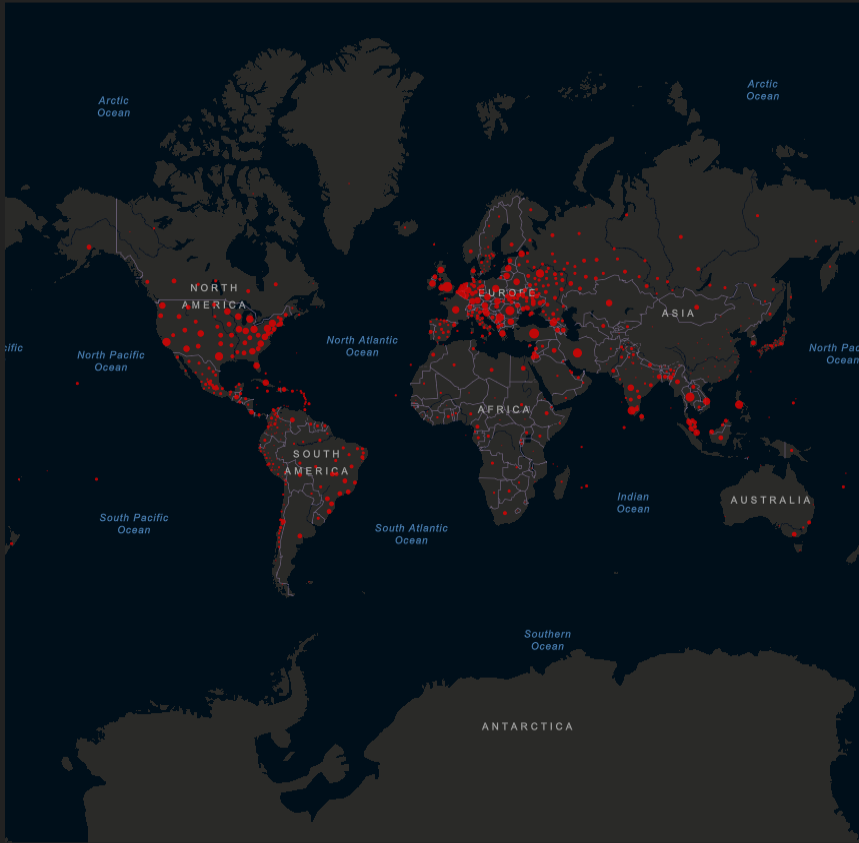 Arctic
Ocean
Arctic
Ocean
NORTH
AMERICA
EUROPE
ASIA
North Pacific
Ocean
North Atlantic
Ocean
cific
North Pac
Ocean
AFRICA
SOUTH
AMERICA
Indian
Ocean
AUSTRALIA
South Pacific
Ocean
South Atlantic
Ocean
Southern
Ocean
ANTARCTICA